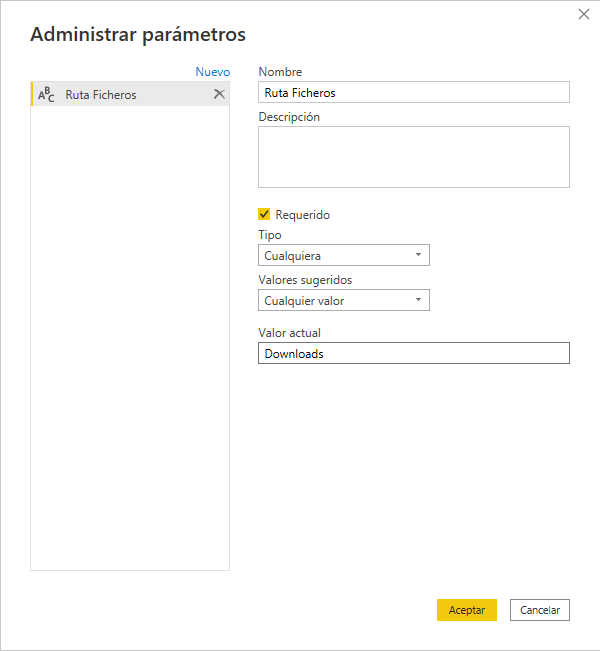 Administrar parámetros
Nuevo
ABC Ruta Ficheros
Nombre
Ruta Ficheros
Descripción
Requerido
Tipo
Cualquiera
Valores sugeridos
Cualquier valor
Valor actual
Downloads
Aceptar
Cancelar